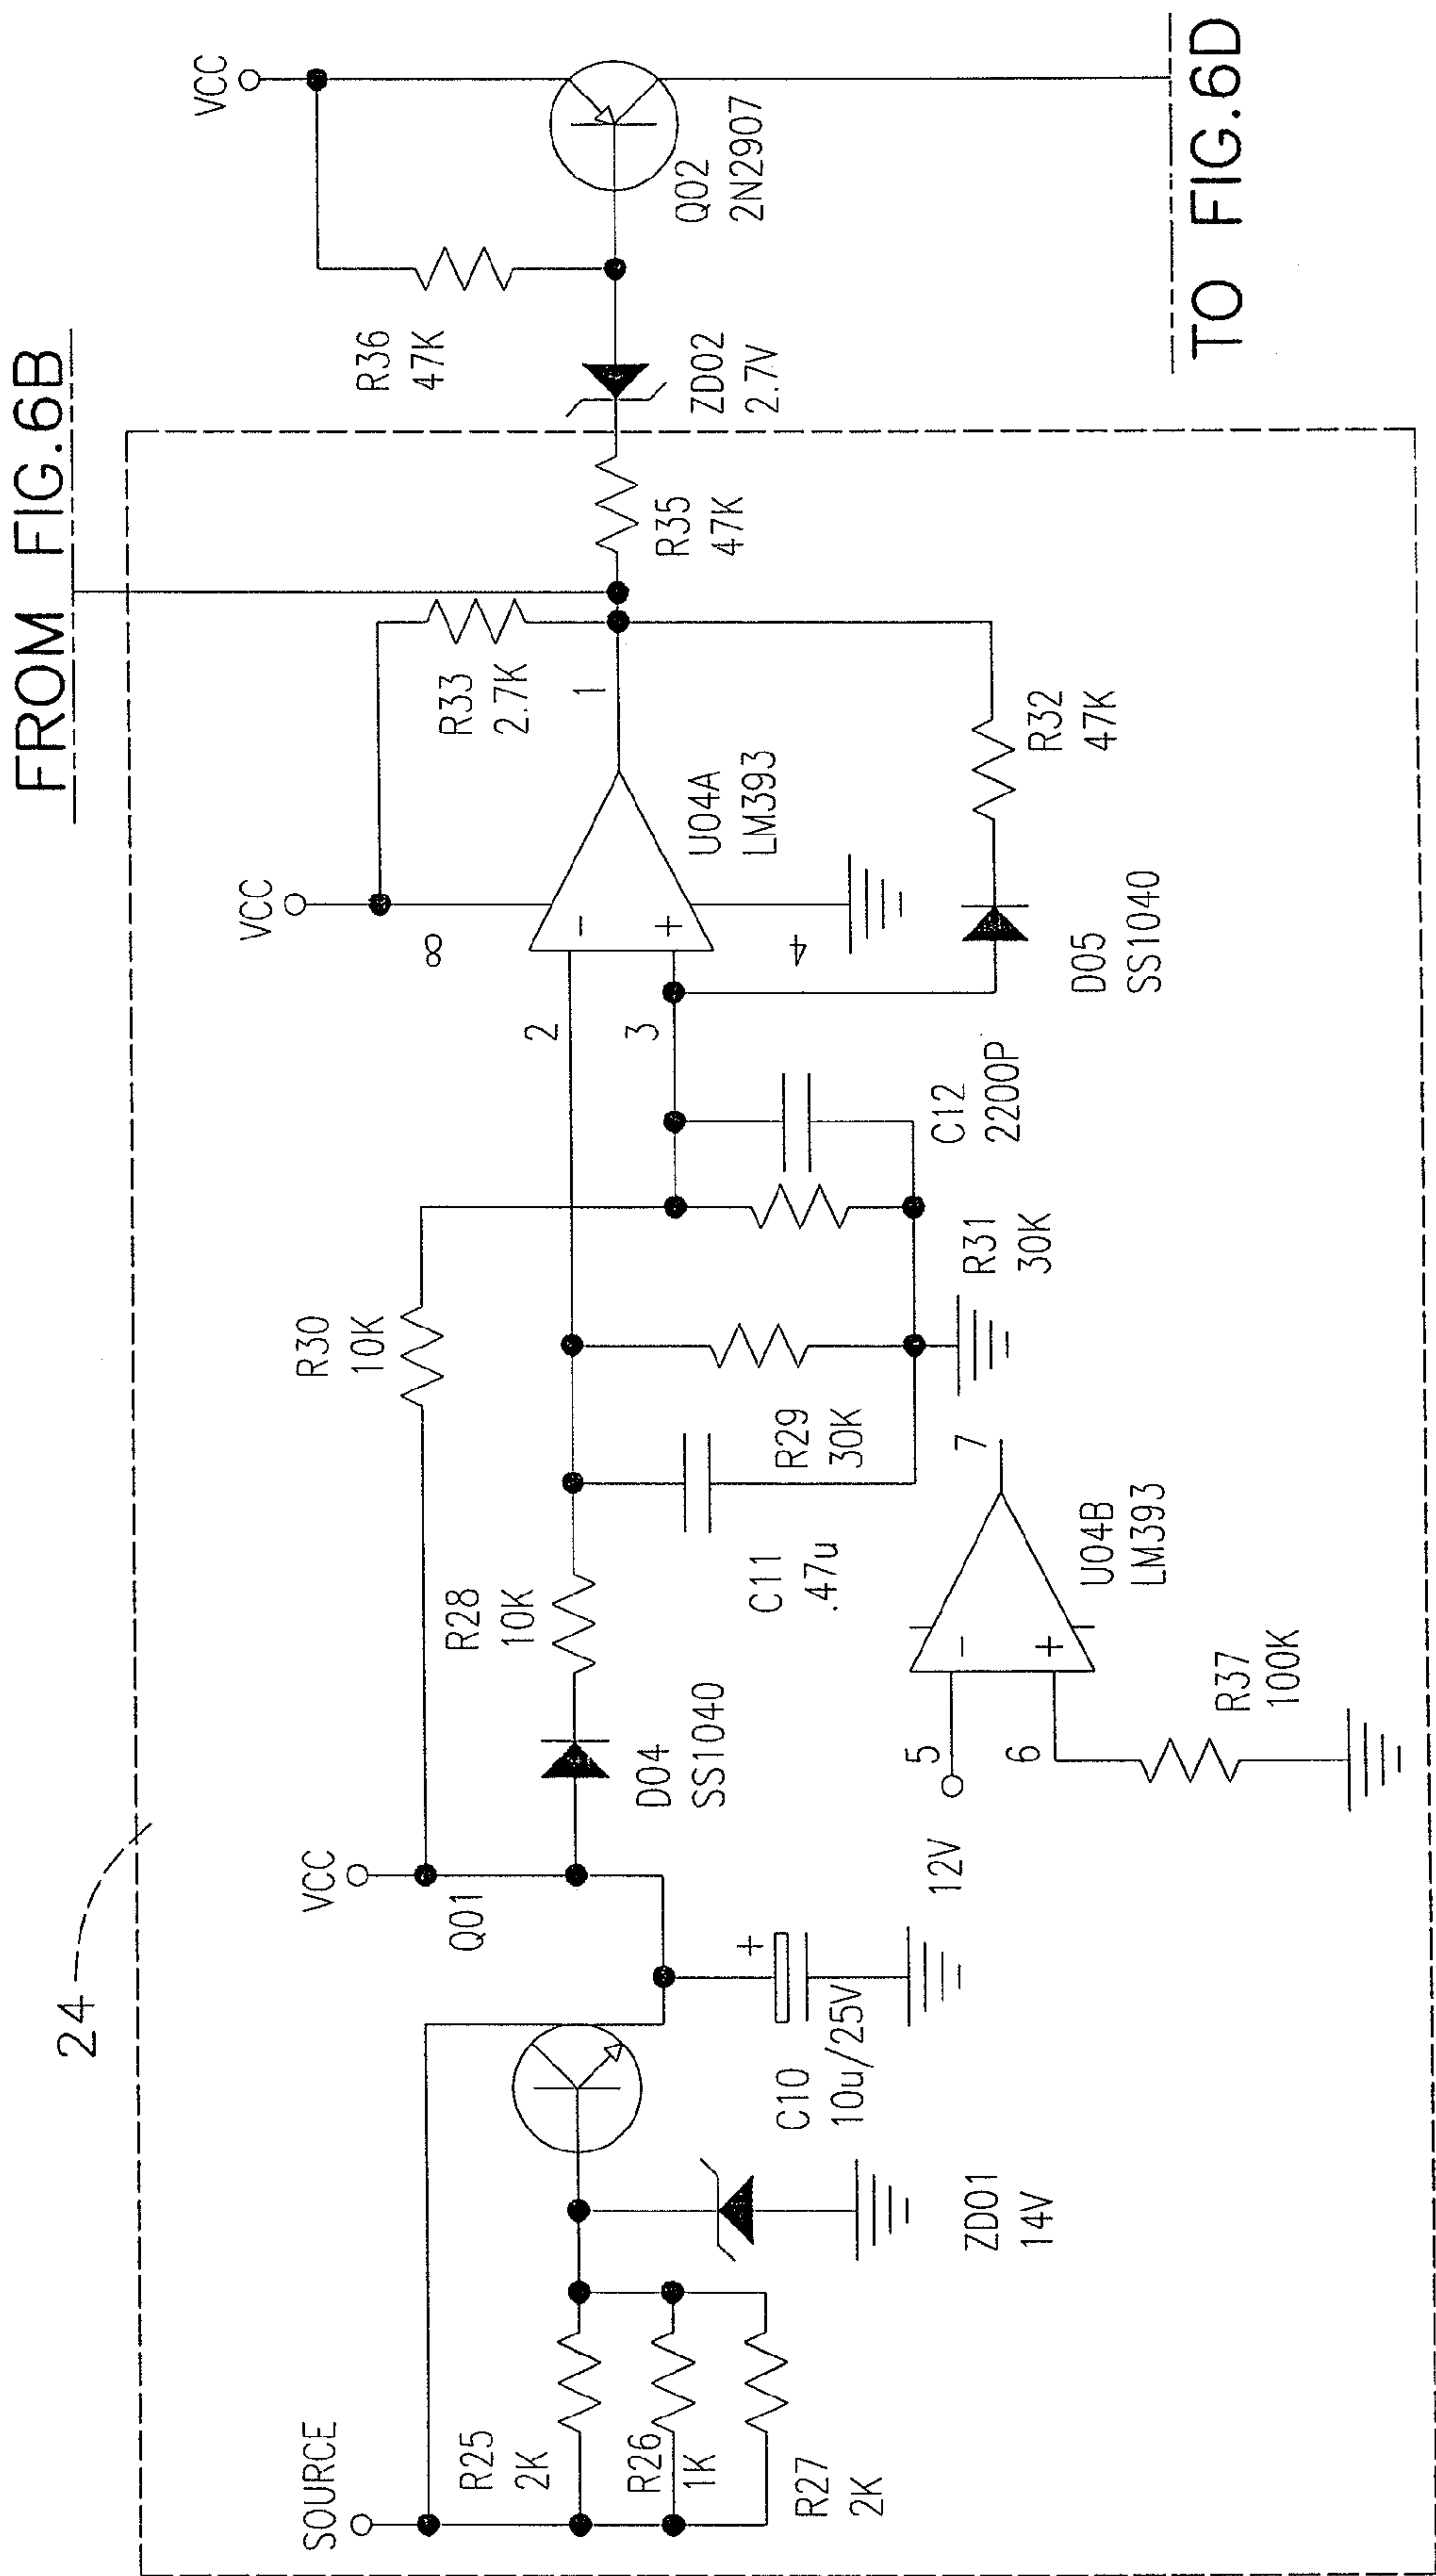 FROM FIG.6B
24
SOURCE
R25
2K
R26
1K
R27
2K
ZD01
14V
Q01
VCC
C10
10u/25V
+
D04
SS1040
R28
10K
R30
10K
C11
.47u
R29
30K
R31
30K
C12
2200P
12V
5
6
-
+
7
U04B
LM393
R37
100K
2
3
-
+
8
4
1
VCC
U04A
LM393
D05
SS1040
R33
2.7K
R32
47K
R35
47K
ZD02
2.7V
R36
47K
VCC
Q02
2N2907
TO FIG.6D